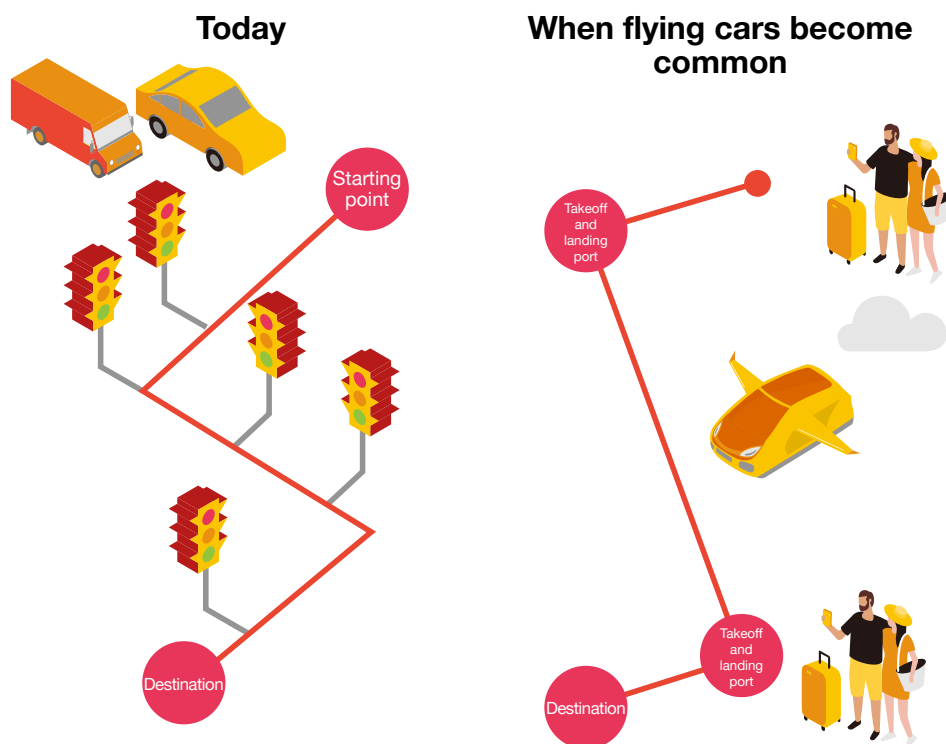 Today
When flying cars become
common
Starting
point
Destination
Takeoff
and
landing
port
Takeoff
and
landing
port
Destination